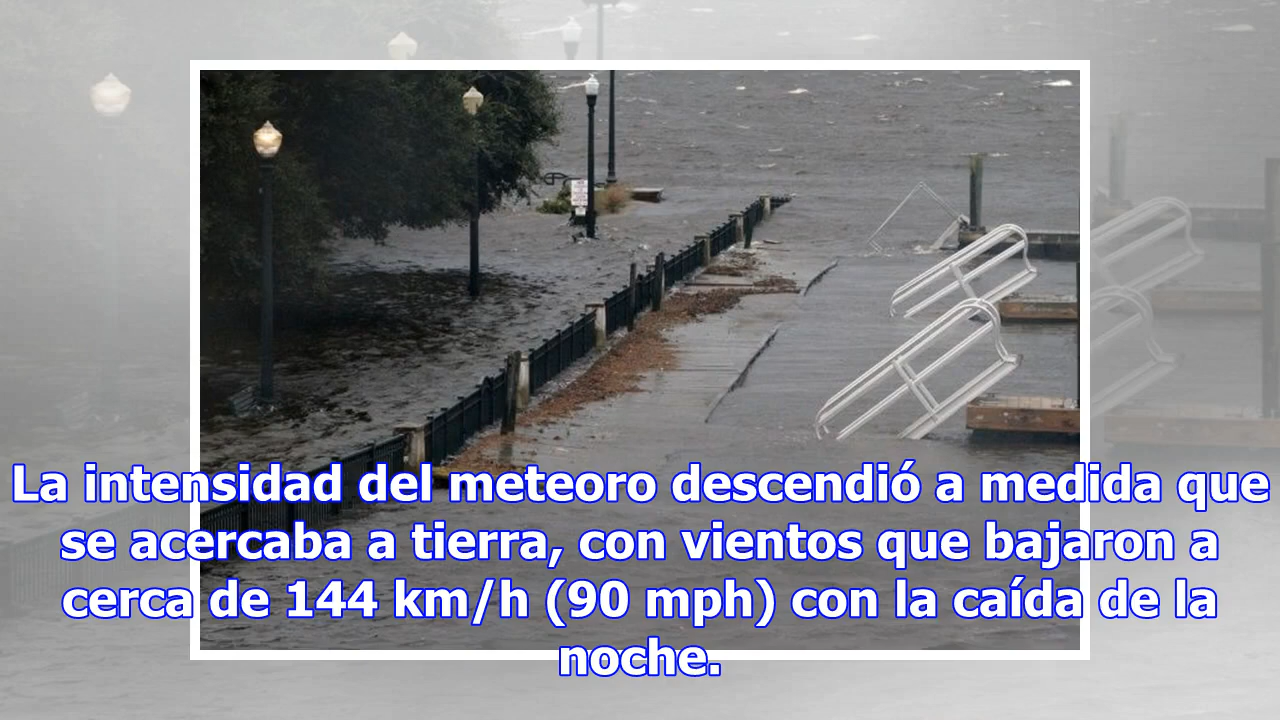 La intensidad del meteoro descendió a medida que
se acercaba a tierra, con vientos que bajaron a
cerca de 144 km/h (90 mph) con la caída de la
noche.